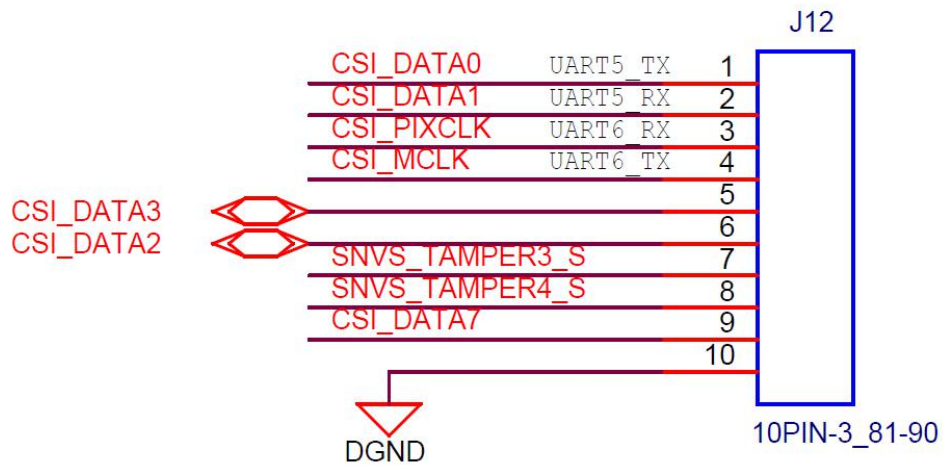 J12
CSI_DATA0 UART5_TX 1
CSI_DATA1 UART5_RX 2
CSI_PIXCLK UART6_RX 3
CSI_MCLK UART6_TX 4
CSI_DATA3 5
CSI_DATA2 6
SNVS_TAMPER3_S 7
SNVS_TAMPER4_S 8
CSI_DATA7 9
10
DGND
10PIN-3_81-90